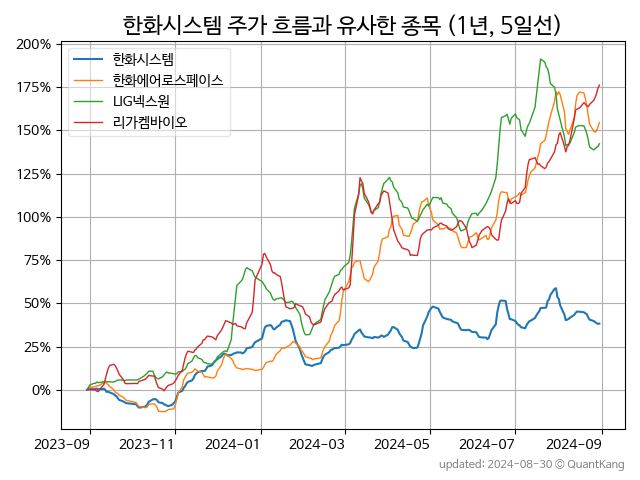 한화시스템 주가 흐름과 유사한 종목 (1년, 5일선)
200%
175%
150%
125%
100%
75%
50%
25%
0%
한화시스템
한화에어로스페이스
LIG넥스원
리가켐바이오
2023-09
2023-11
2024-01
2024-03
2024-05
2024-07
2024-09
updated: 2024-08-30 © QuantKang